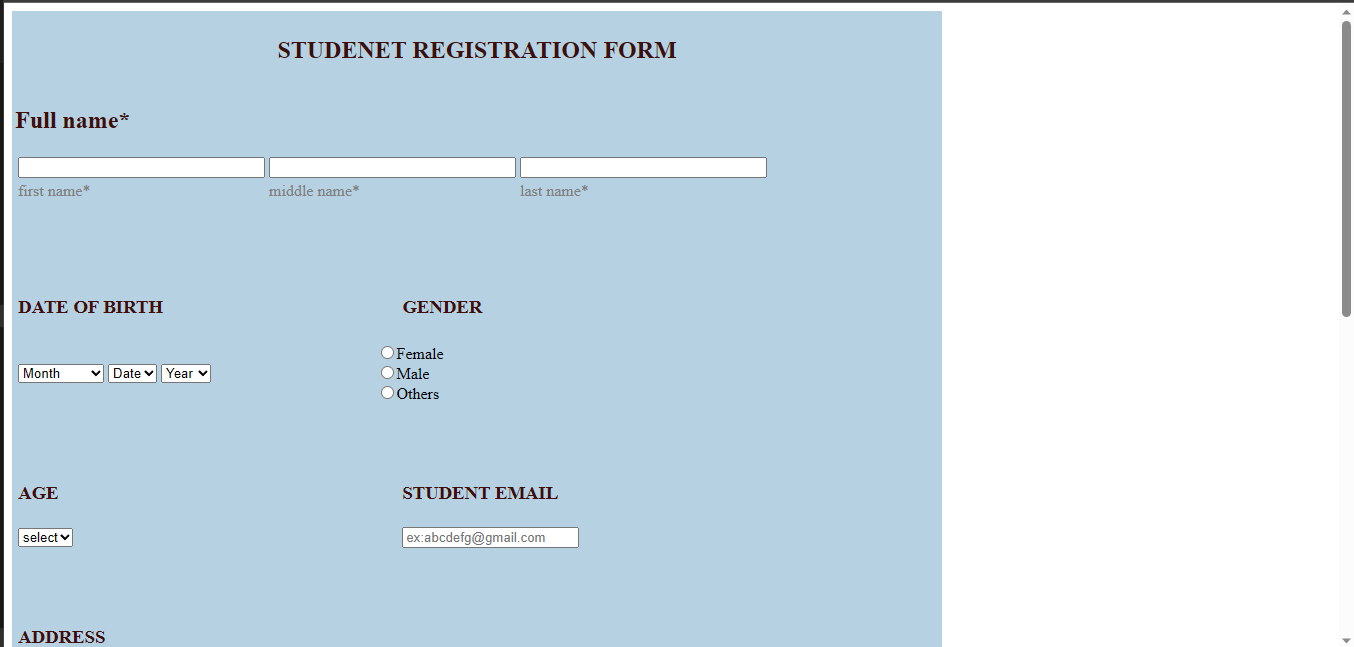 STUDENET REGISTRATION FORM
Full name*
first name* middle name* last name*
DATE OF BIRTH GENDER
Female
Month Date Year Male
Others
AGE STUDENT EMAIL
select ex:abcdefg@gmail.com
ADDRESS